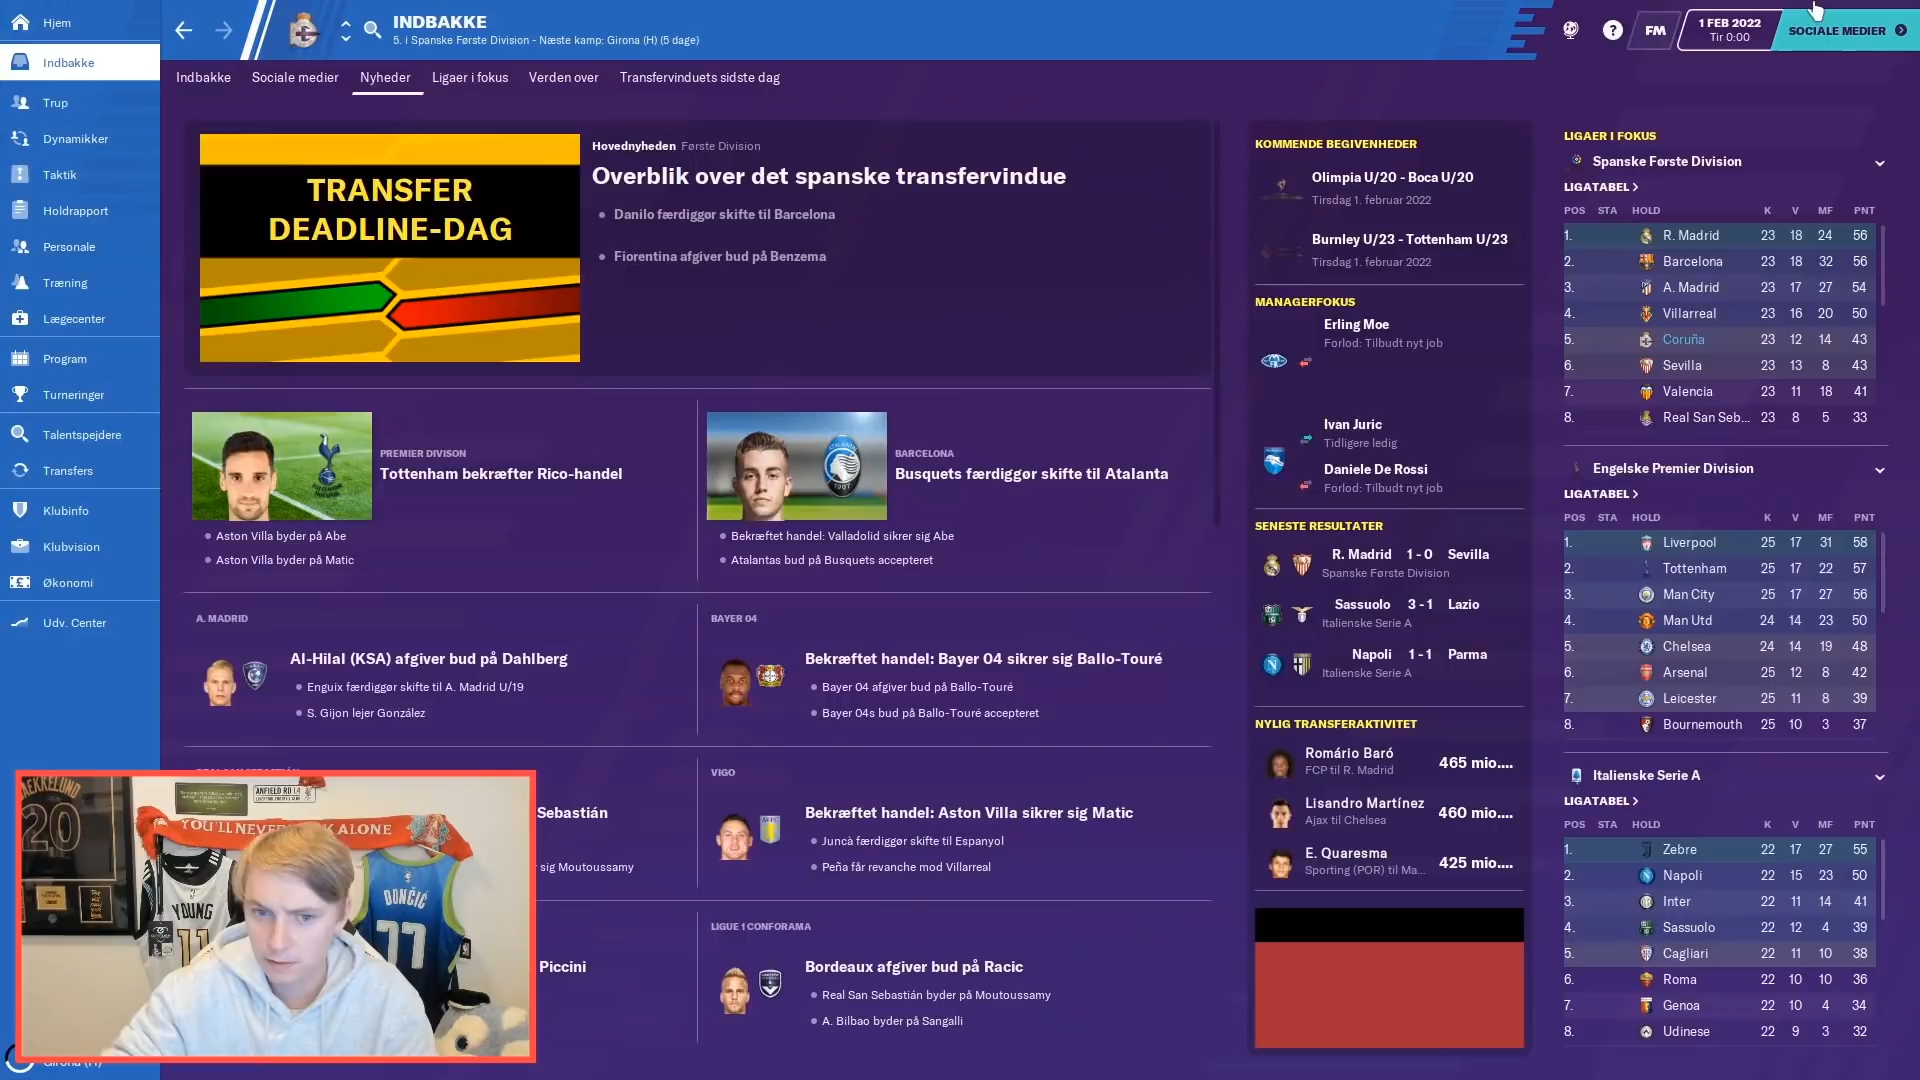 Hjem
Indbakke
Trup
Dynamikker
Taktik
Holdrapport
Personale
Træning
Lægecenter
Program
Turneringer
Talentspejdere
Transfers
Klubinfo
Klubvision
Økonomi
Udv. Center
INDBAKKE
5. i Spanske Første Division - Næste kamp: Girona (H) (5 dage)
FM
1 FEB 2022
Tir 0:00
SOCIALE MEDIER
Indbakke Sociale medier Nyheder Ligaer i fokus Verden over Transfervinduets sidste dag
TRANSFER
DEADLINE-DAG
Hovednyheden Første Division
Overblik over det spanske transfervindue
Danilo færdiggør skifte til Barcelona
Fiorentina afgiver bud på Benzema
PREMIER DIVISON
Tottenham bekræfter Rico-handel
Aston Villa byder på Abe
Aston Villa byder på Matic
BARCELONA
Busquets færdiggør skifte til Atalanta
Bekræftet handel: Valladolid sikrer sig Abe
Atalantas bud på Busquets accepteret
A. MADRID
Al-Hilal (KSA) afgiver bud på Dahlberg
Enguix færdiggør skifte til A. Madrid U/19
S. Gijon lejer González
BAYER 04
Bekræftet handel: Bayer 04 sikrer sig Ballo-Touré
Bayer 04 afgiver bud på Ballo-Touré
Bayer 04s bud på Ballo-Touré accepteret
Sebastián
sig Moutoussamy
VIGO
Bekræftet handel: Aston Villa sikrer sig Matic
Juncà færdiggør skifte til Espanyol
Peña får revanche mod Villarreal
Piccini
LIGUE 1 CONFORAMA
Bordeaux afgiver bud på Racic
Real San Sebastián byder på Moutoussamy
A. Bilbao byder på Sangalli
KOMMENDE BEGIVENHEDER
Olimpia U/20 - Boca U/20
Tirsdag 1. februar 2022
Burnley U/23 - Tottenham U/23
Tirsdag 1. februar 2022
MANAGERFOKUS
Erling Moe
Forlod: Tilbudt nyt job
Ivan Juric
Tidligere ledig
Daniele De Rossi
Forlod: Tilbudt nyt job
SENESTE RESULTATER
R. Madrid 1 - 0 Sevilla
Spanske Første Division
Sassuolo 3 - 1 Lazio
Italienske Serie A
Napoli 1 - 1 Parma
Italienske Serie A
NYLIG TRANSFERAKTIVITET
Romário Baró
FCP til R. Madrid
465 mio....
Lisandro Martínez
Ajax til Chelsea
460 mio....
E. Quaresma
Sporting (POR) til Ma...
425 mio....
LIGAER I FOKUS
Spanske Første Division
LIGATABEL >
POS STA HOLD K V MF PNT
1. R. Madrid 23 18 24 56
2. Barcelona 23 18 32 56
3. A. Madrid 23 17 27 54
4. Villarreal 23 16 20 50
5. Coruña 23 12 14 43
6. Sevilla 23 13 8 43
7. Valencia 23 11 18 41
8. Real San Seb... 23 8 5 33
Engelske Premier Division
LIGATABEL >
POS STA HOLD K V MF PNT
1. Liverpool 25 17 31 58
2. Tottenham 25 17 22 57
3. Man City 25 17 27 56
4. Man Utd 24 14 23 50
5. Chelsea 24 14 19 48
6. Arsenal 25 12 8 42
7. Leicester 25 11 8 39
8. Bournemouth 25 10 3 37
Italienske Serie A
LIGATABEL >
POS STA HOLD K V MF PNT
1. Zebre 22 17 27 55
2. Napoli 22 15 23 50
3. Inter 22 11 14 41
4. Sassuolo 22 12 4 39
5. Cagliari 22 11 10 38
6. Roma 22 10 10 36
7. Genoa 22 10 4 34
8. Udinese 22 9 3 32
20
ANFIELD RD L4
YOU'LL NEVER ALONE
YOUNG
11
DONČIĆ
77